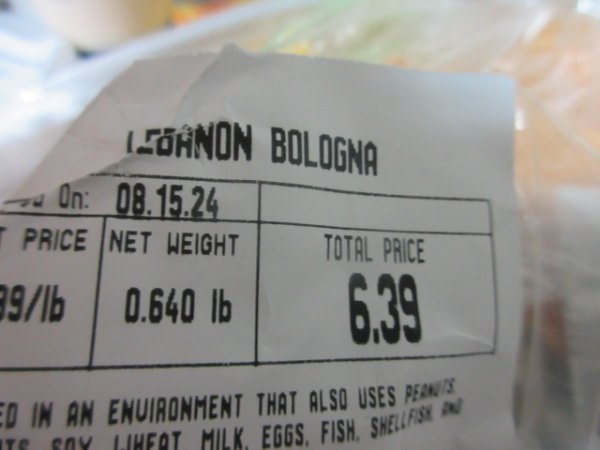 LEBANON BOLOGNA
On: 08.15.24
PRICE NET WEIGHT TOTAL PRICE
99/lb 0.640 lb 6.39
IN AN ENVIRONMENT THAT ALSO USES PEANUTS,
SOY, WHEAT, MILK, EGGS, FISH, SHELLFISH, AND